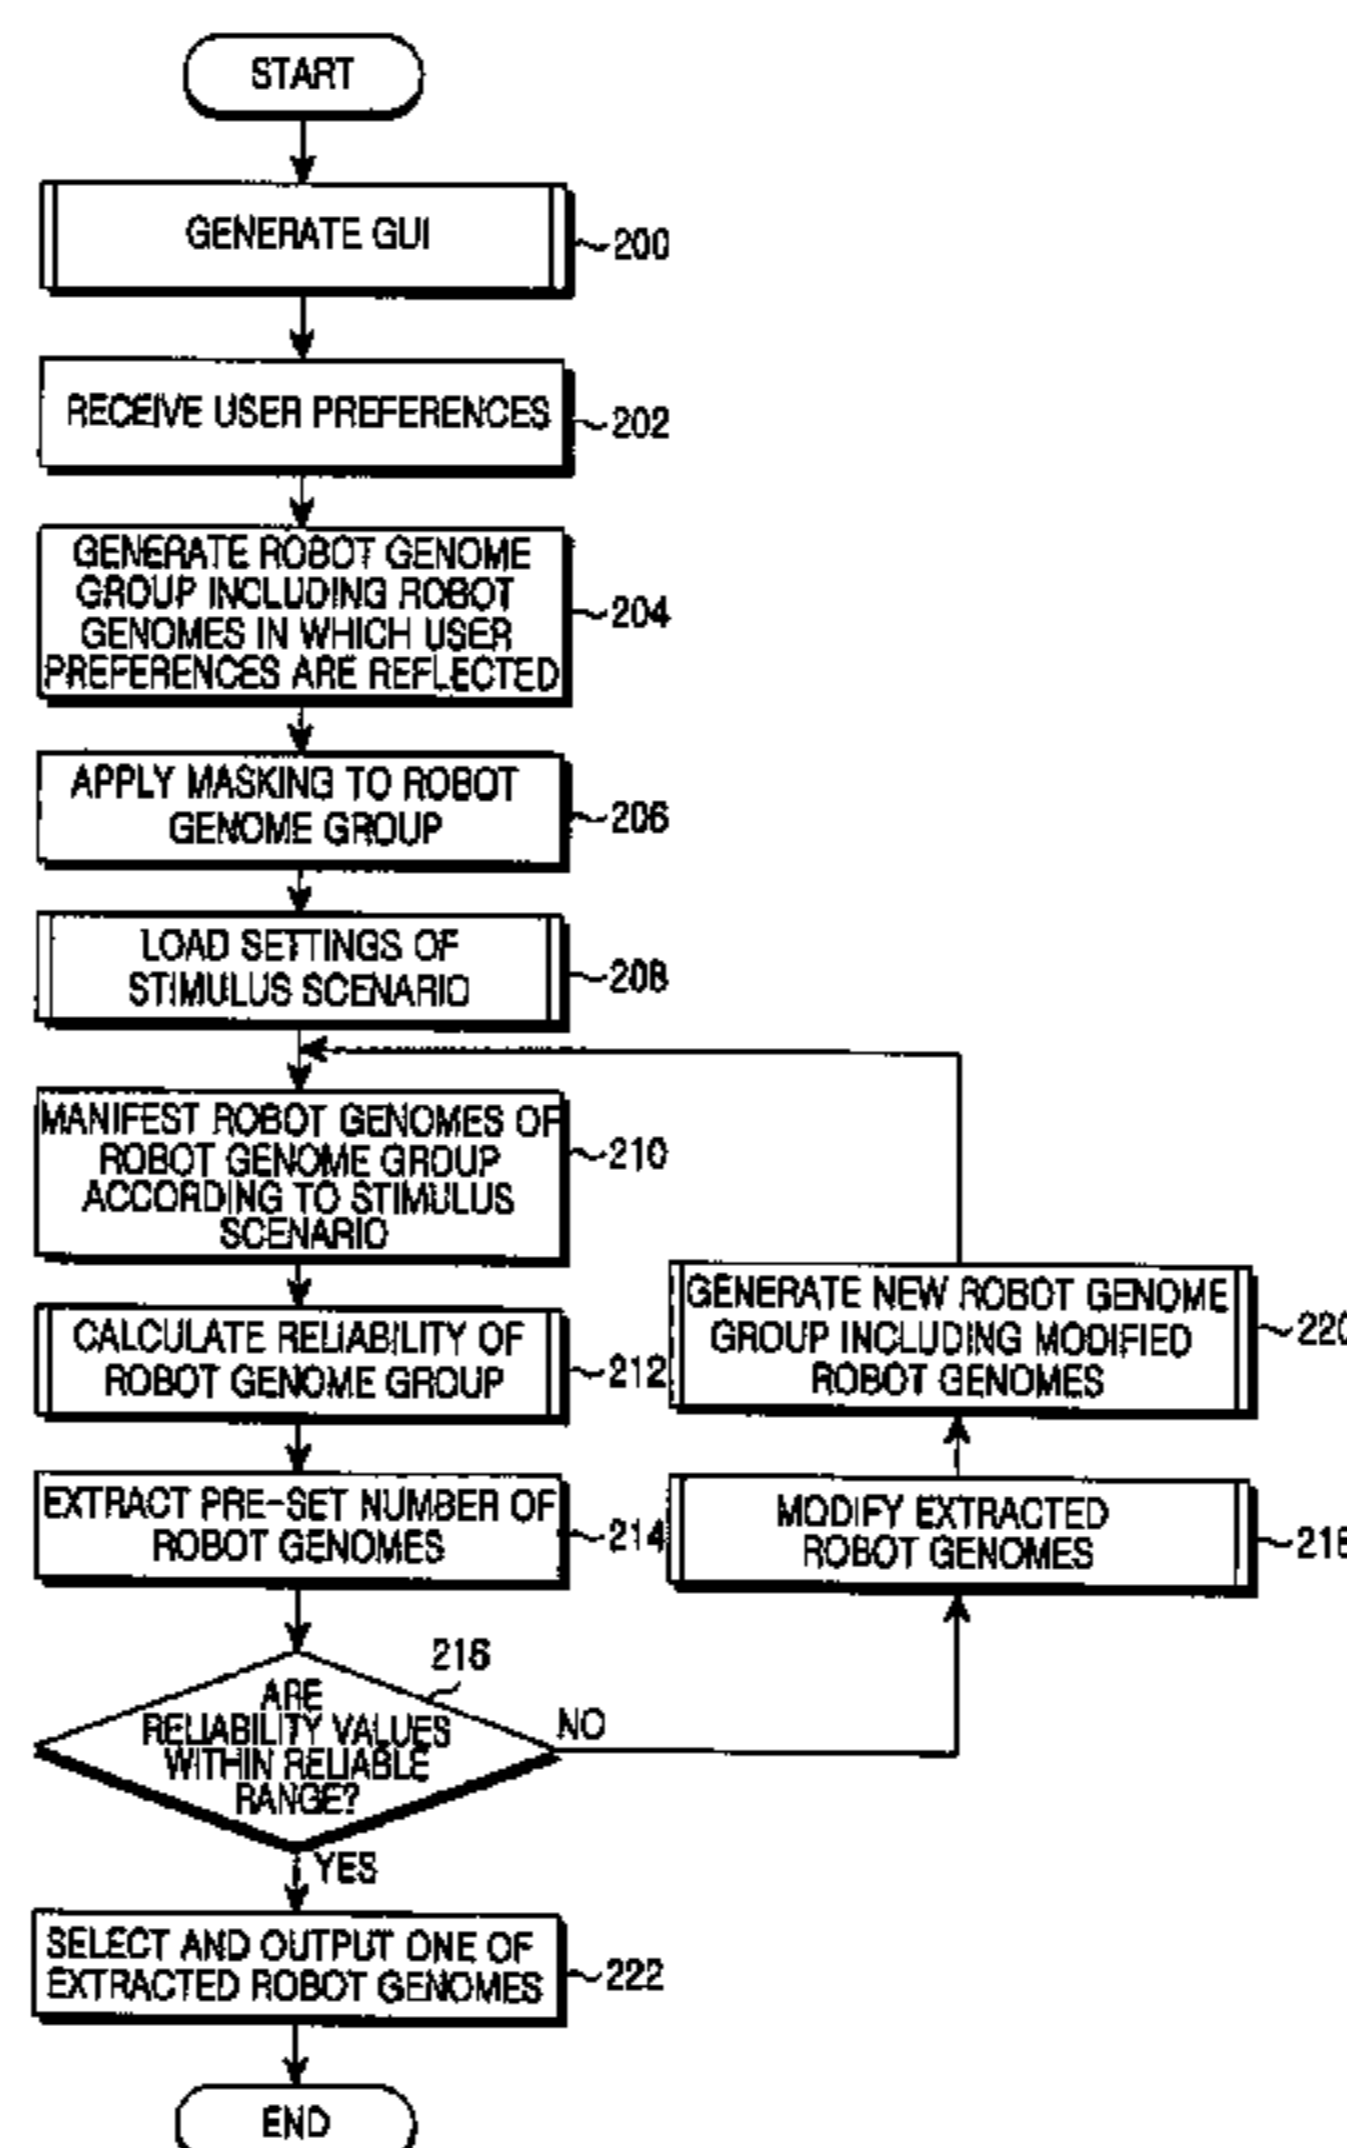 START
GENERATE GUI
200
RECEIVE USER PREFERENCES
202
GENERATE ROBOT GENOME
GROUP INCLUDING ROBOT
GENOMES IN WHICH USER
PREFERENCES ARE REFLECTED
204
APPLY MASKING TO ROBOT
GENOME GROUP
206
LOAD SETTINGS OF
STIMULUS SCENARIO
208
MANIFEST ROBOT GENOMES OF
ROBOT GENOME GROUP
ACCORDING TO STIMULUS
SCENARIO
210
CALCULATE RELIABILITY OF
ROBOT GENOME GROUP
212
EXTRACT PRE-SET NUMBER OF
ROBOT GENOMES
214
216
ARE
RELIABILITY VALUES
WITHIN RELIABLE
RANGE?
NO
YES
GENERATE NEW ROBOT GENOME
GROUP INCLUDING MODIFIED
ROBOT GENOMES
220
MODIFY EXTRACTED
ROBOT GENOMES
SELECT AND OUTPUT ONE OF
EXTRACTED ROBOT GENOMES
222
END